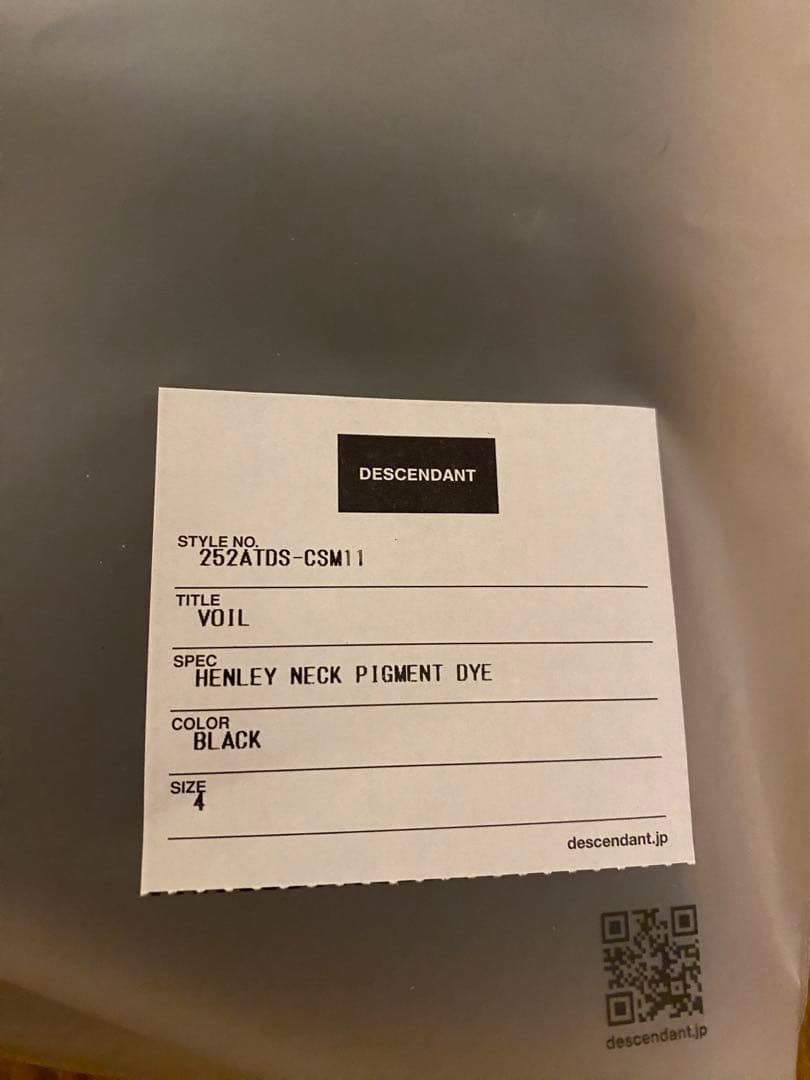 DESCENDANT
STYLE NO.
252ATDS-CSM11
TITLE
VOIL
SPEC
HENLEY NECK PIGMENT DYE
COLOR
BLACK
SIZE
4
descendant.jp
descendant.jp